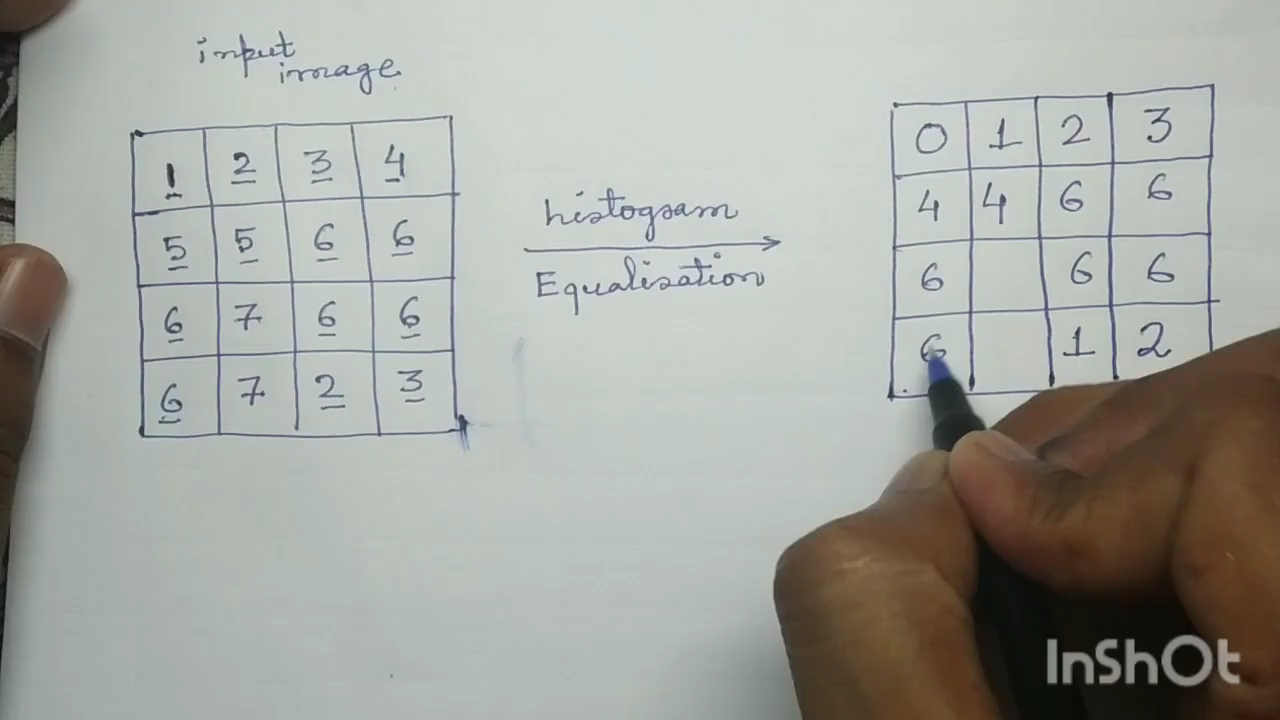 input
image
1 2 3 4
5 5 6 6
6 7 6 6
6 7 2 3
histogram
Equalisation
0 1 2 3
4 4 6 6
6 6 6
6 1 2
InShOt